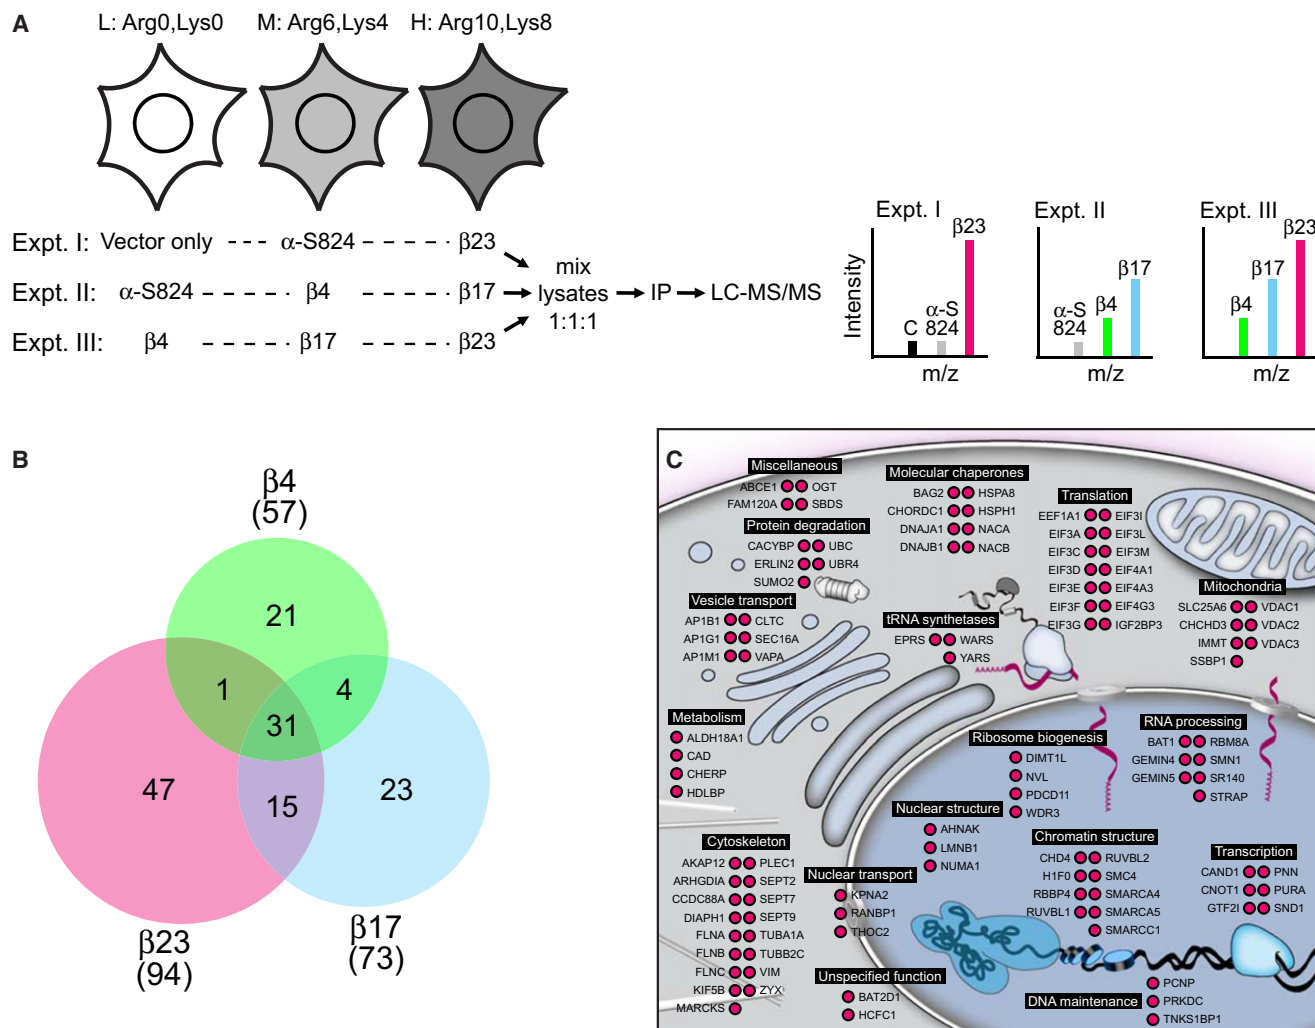 A
L: Arg0,Lys0 M: Arg6,Lys4 H: Arg10,Lys8
Expt. I: Vector only --- α-S824 ------ β23
Expt. II: α-S824 ------ β4 ------ β17
Expt. III: β4 ------ β17 ------ β23
mix
lysates
1:1:1
IP
LC-MS/MS
Expt. I
Intensity
C
α-S
824
β23
m/z
Expt. II
α-S
824
β4
β17
m/z
Expt. III
β4
β17
β23
m/z
B
β4
(57)
21
1
4
31
47
15
23
β23
(94)
β17
(73)
C
Miscellaneous
ABCE1 OGT
FAM120A SBDS
Protein degradation
CACYBP UBC
ERLIN2 UBR4
SUMO2
Vesicle transport
AP1B1 CLTC
AP1G1 SEC16A
AP1M1 VAPA
Molecular chaperones
BAG2 HSPA8
CHORDC1 HSPH1
DNAJA1 NACA
DNAJB1 NACB
tRNA synthetases
EPRS WARS
YARS
Translation
EEF1A1 EIF3I
EIF3A EIF3L
EIF3C EIF3M
EIF3D EIF4A1
EIF3E EIF4A3
EIF3F EIF4G3
EIF3G IGF2BP3
Mitochondria
SLC25A6 VDAC1
CHCHD3 VDAC2
IMMT VDAC3
SSBP1
Metabolism
ALDH18A1
CAD
CHERP
HDLBP
Ribosome biogenesis
DIMT1L
NVL
PDCD11
WDR3
RNA processing
BAT1 RBM8A
GEMIN4 SMN1
GEMIN5 SR140
STRAP
Nuclear structure
AHNAK
LMNB1
NUMA1
Cytoskeleton
AKAP12 PLEC1
ARHGDIA SEPT2
CCDC88A SEPT7
DIAPH1 SEPT9
FLNA TUBA1A
FLNB TUBB2C
FLNC VIM
KIF5B ZYX
MARCKS
Nuclear transport
KPNA2
RANBP1
THOC2
Chromatin structure
CHD4 RUVBL2
H1F0 SMC4
RBBP4 SMARCA4
RUVBL1 SMARCA5
SMARCC1
Transcription
CAND1 PNN
CNOT1 PURA
GTF2I SND1
Unspecified function
BAT2D1
HCFC1
DNA maintenance
PCNP
PRKDC
TNKS1BP1